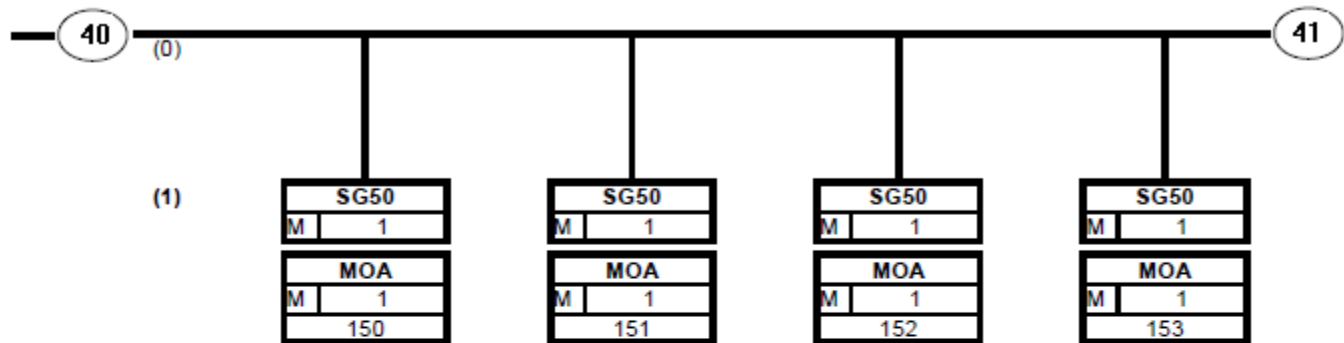 40 41
(0)
(1) SG50 SG50 SG50 SG50
M 1 M 1 M 1 M 1
MOA MOA MOA MOA
M 1 M 1 M 1 M 1
150 151 152 153